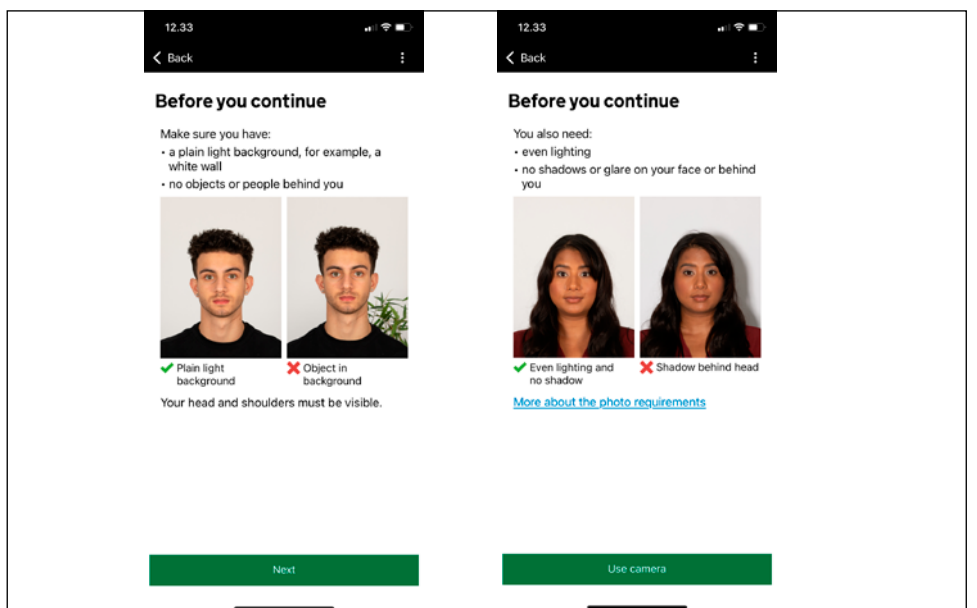 12.33
Back
Before you continue
Make sure you have:
• a plain light background, for example, a
white wall
• no objects or people behind you
Plain light
background
Object in
background
Your head and shoulders must be visible.
Next
12.33
Back
Before you continue
You also need:
• even lighting
• no shadows or glare on your face or behind
you
Even lighting and
no shadow
Shadow behind head
More about the photo requirements
Use camera